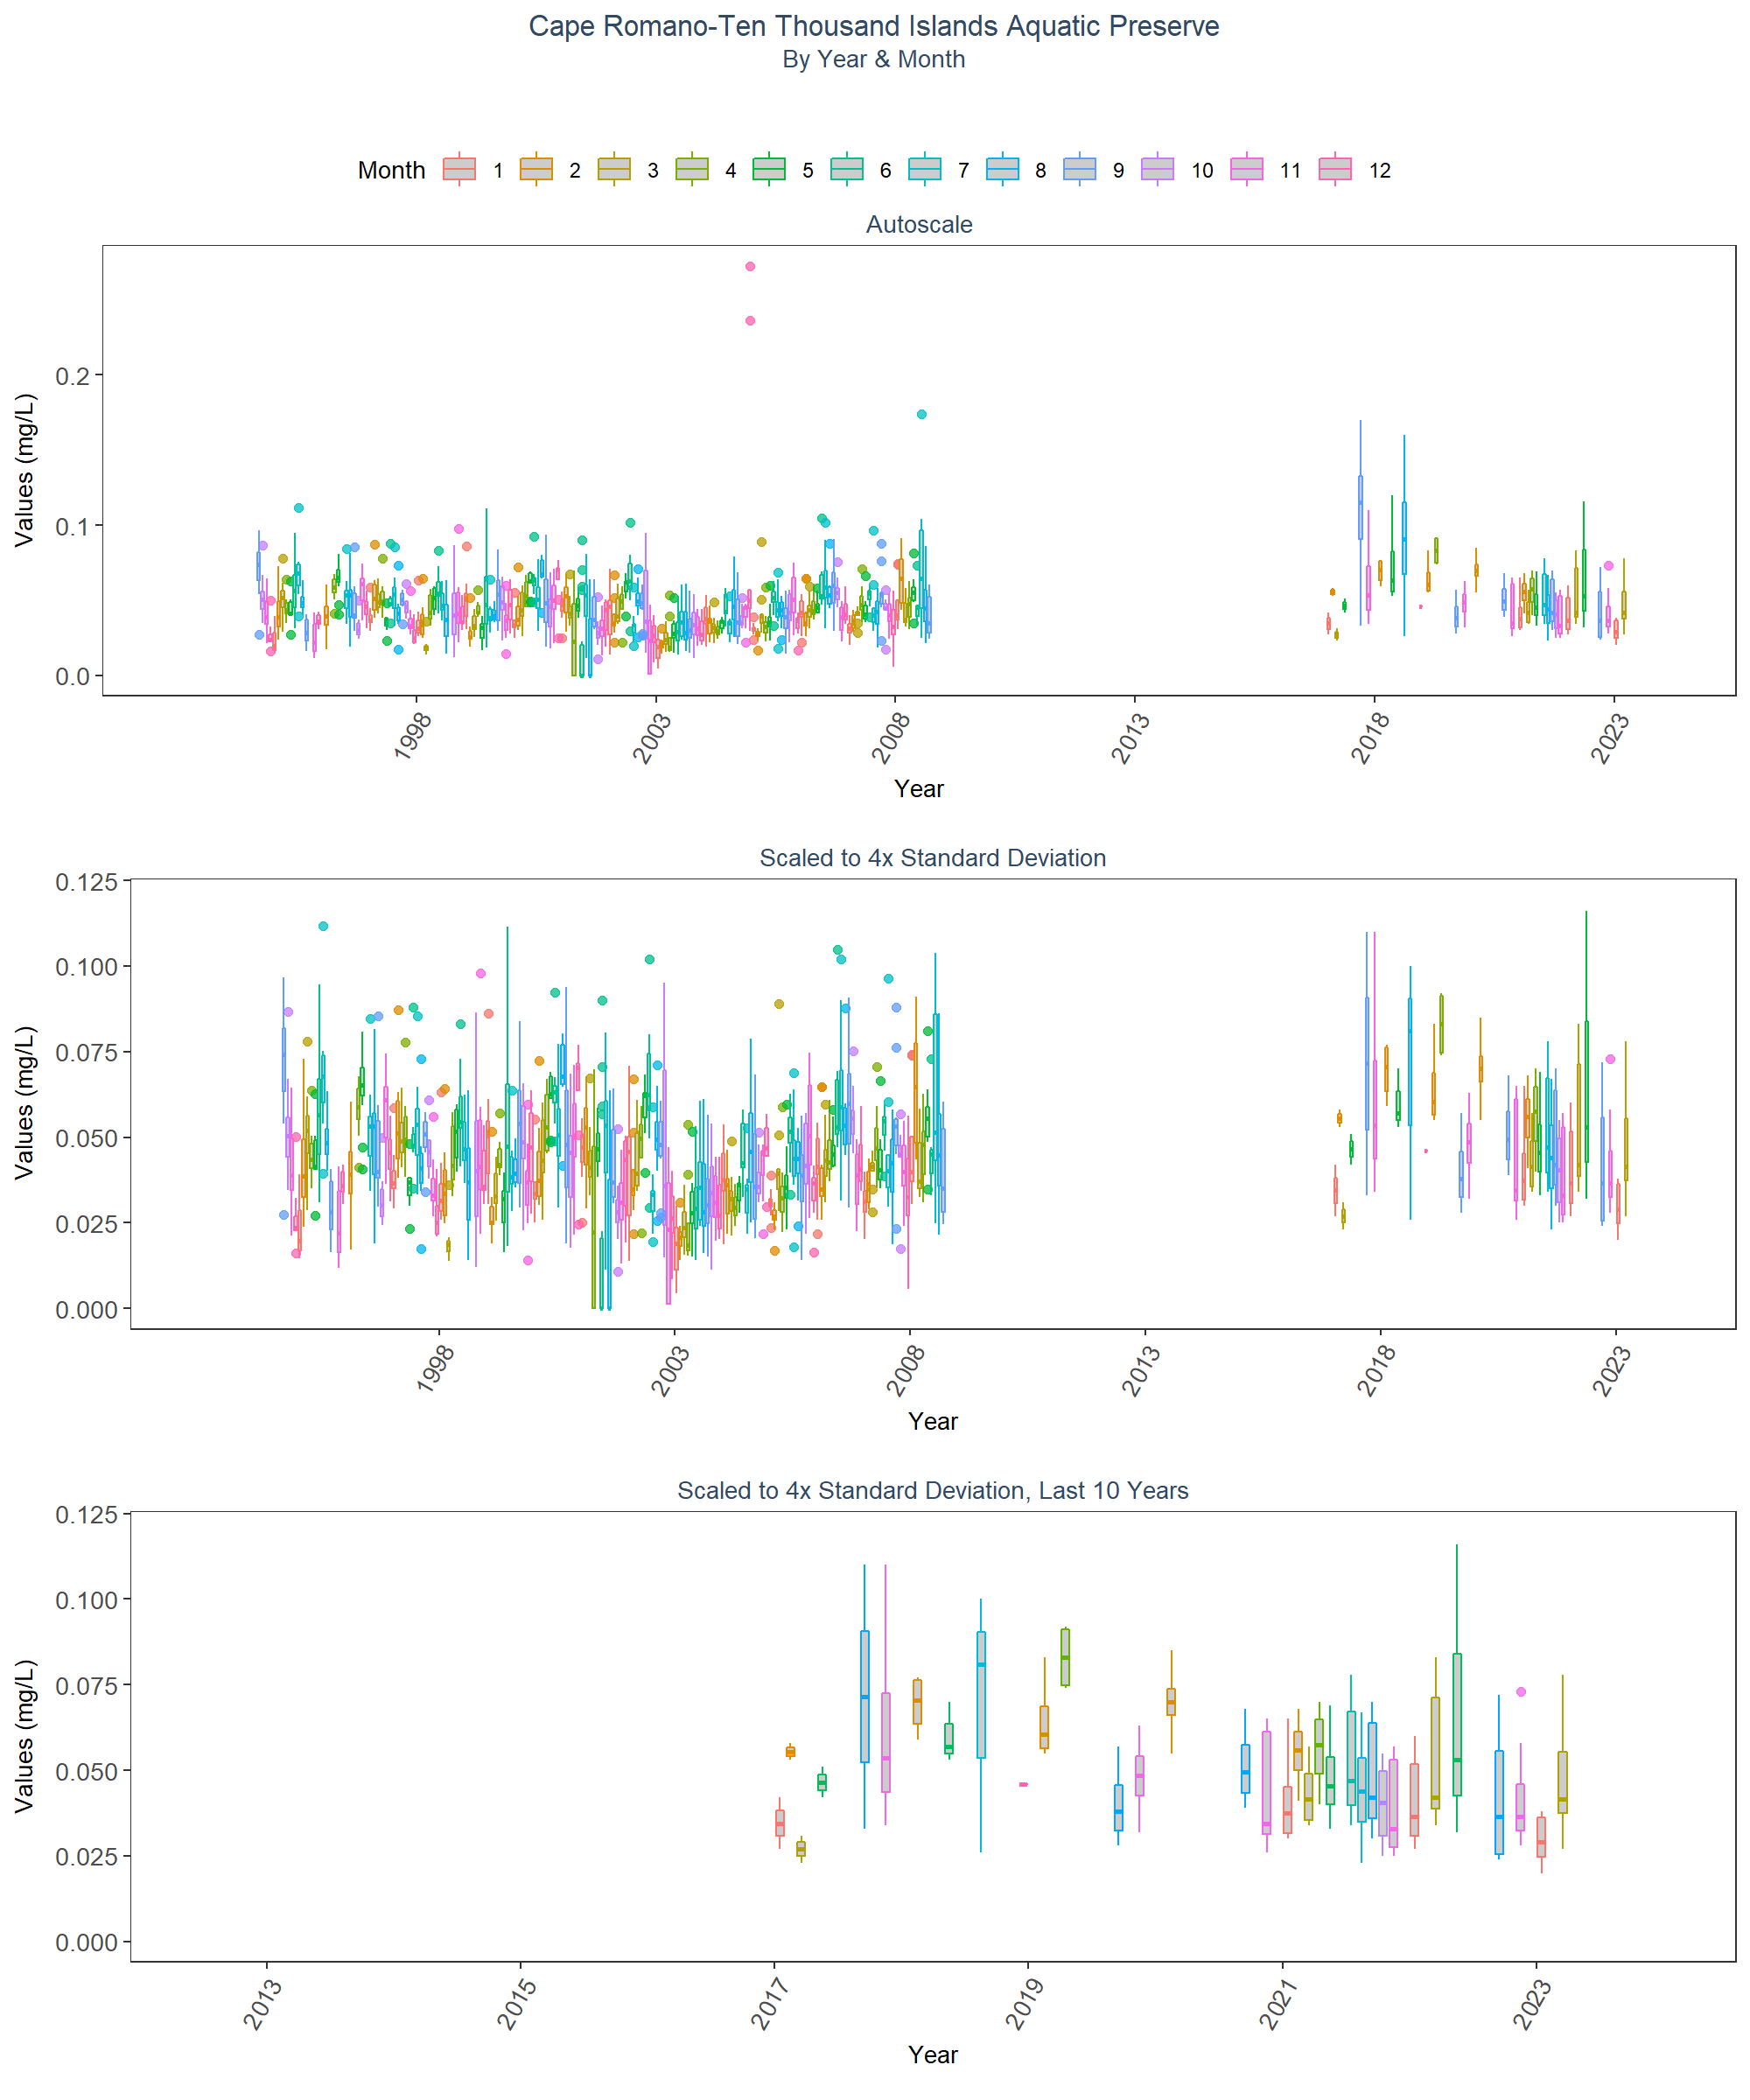 Cape Romano-Ten Thousand Islands Aquatic Preserve
By Year & Month
Month 1 2 3 4 5 6 7 8 9 10 11 12
Autoscale
Values (mg/L)
0.2
0.1
0.0
1998 2003 2008 2013 2018 2023
Year
Scaled to 4x Standard Deviation
Values (mg/L)
0.125
0.100
0.075
0.050
0.025
0.000
1998 2003 2008 2013 2018 2023
Year
Scaled to 4x Standard Deviation, Last 10 Years
Values (mg/L)
0.125
0.100
0.075
0.050
0.025
0.000
2013 2015 2017 2019 2021 2023
Year